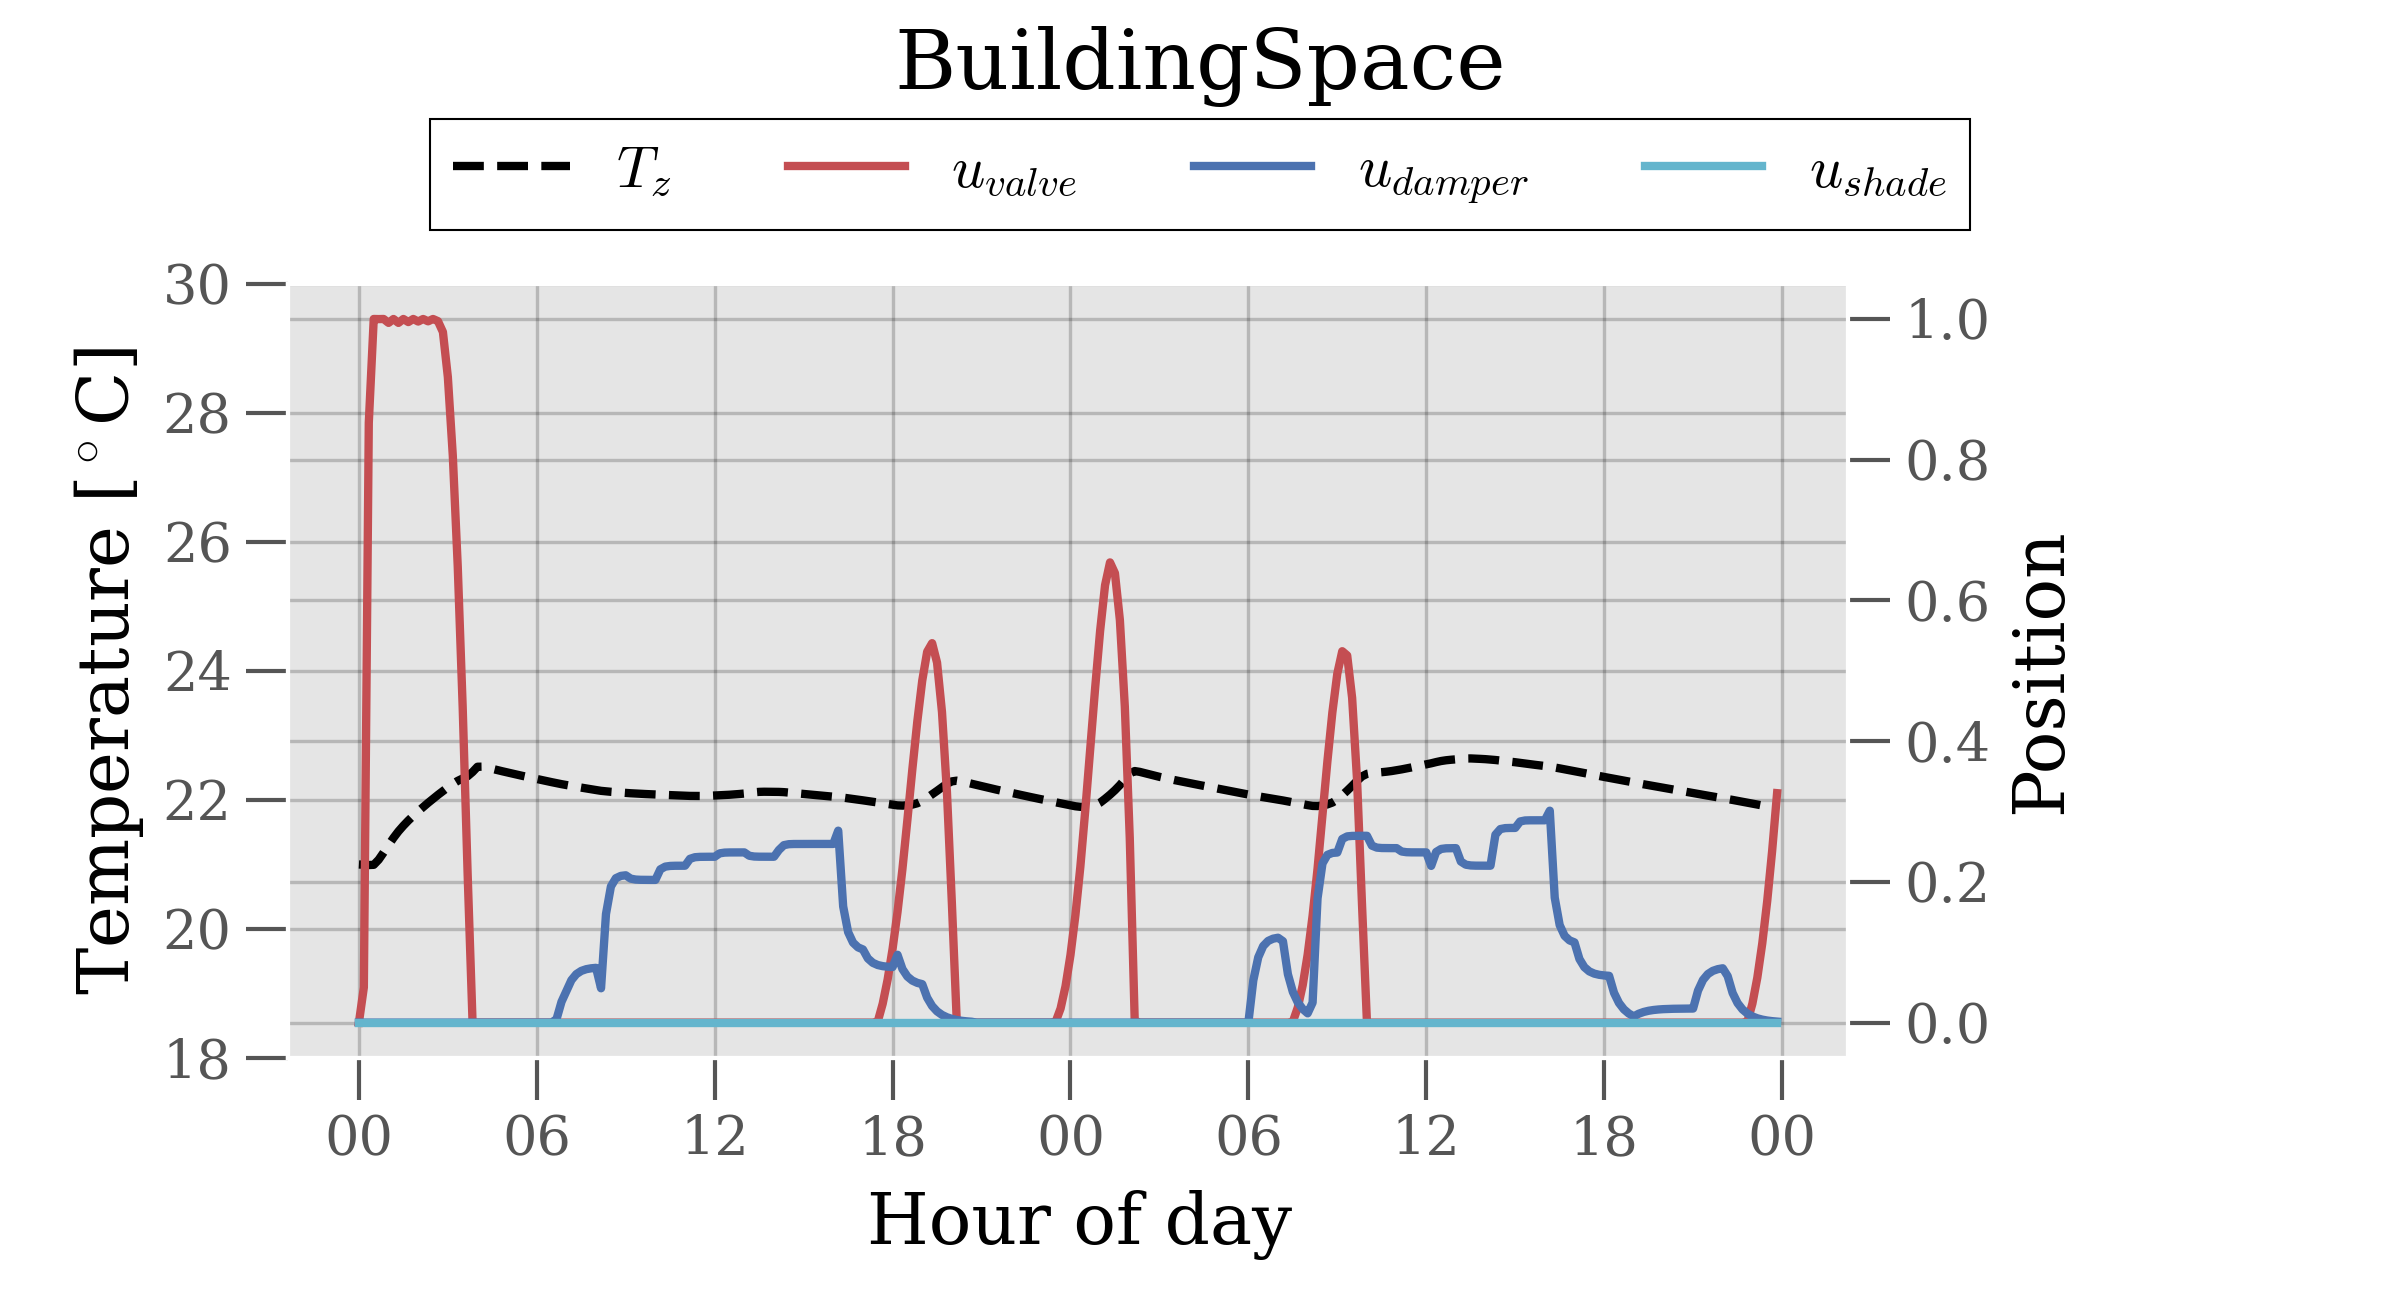 BuildingSpace
T_z u_valve u_damper u_shade
Temperature [°C]
30
28
26
24
22
20
18
1.0
0.8
0.6
0.4
0.2
0.0
Position
00 06 12 18 00 06 12 18 00
Hour of day